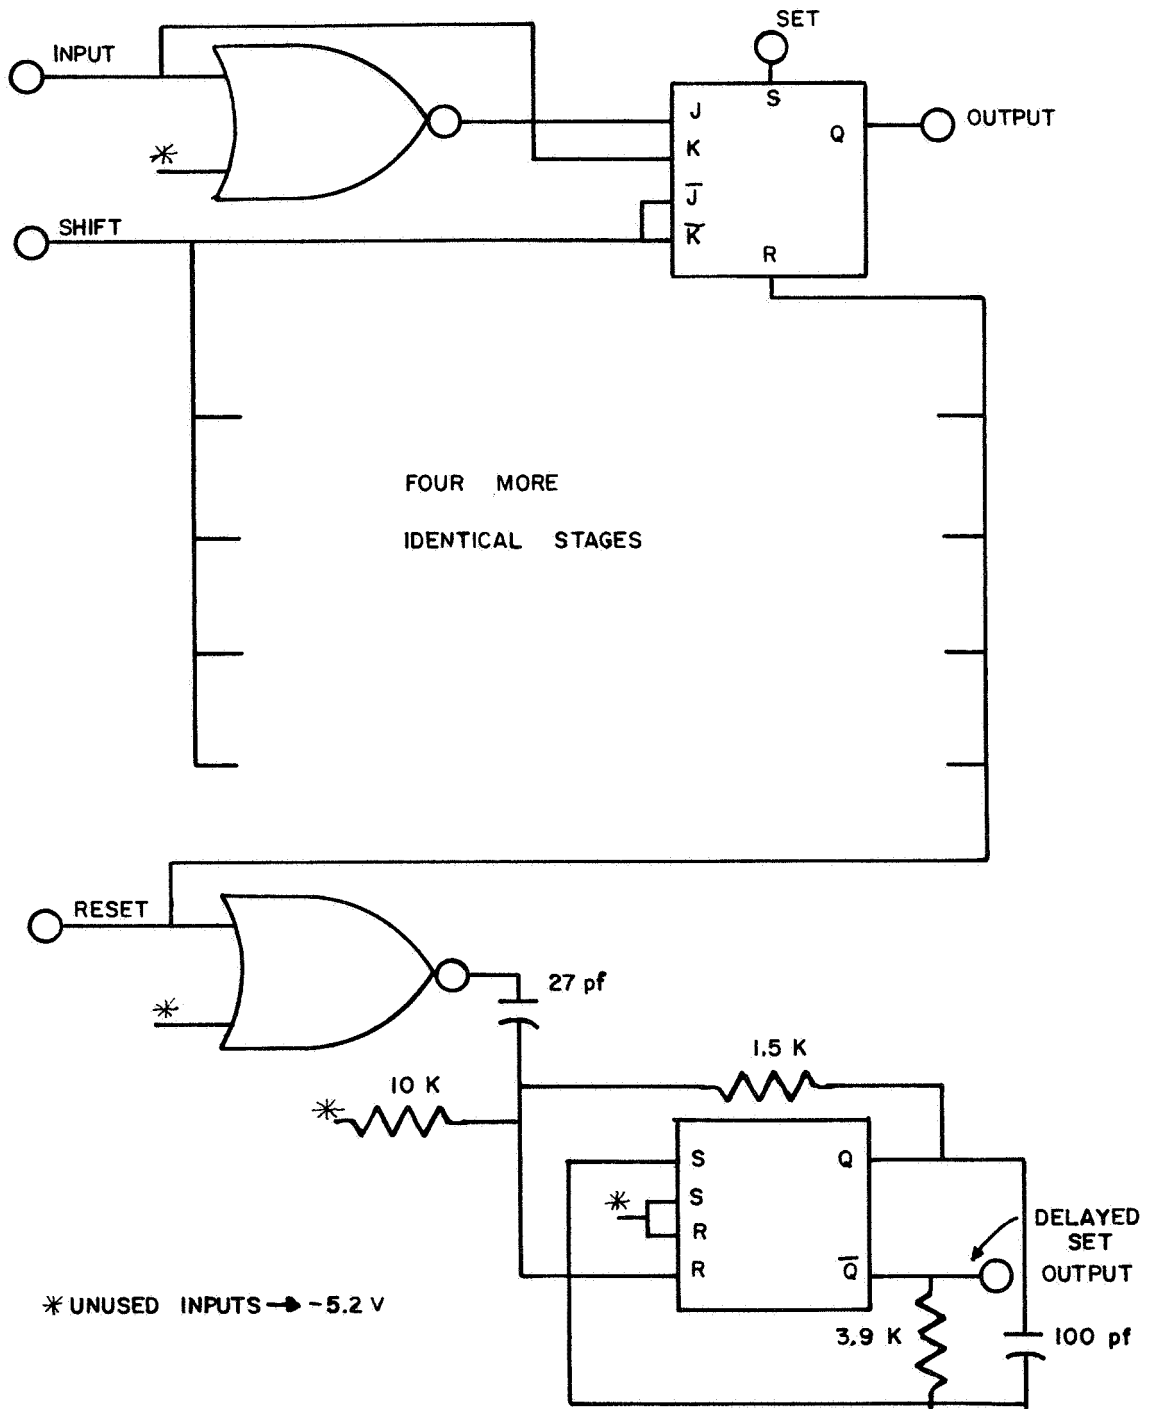 SET
INPUT
S
J
Q
OUTPUT
K
*
J̅
SHIFT
K̅
R
FOUR MORE
IDENTICAL STAGES
RESET
27 pf
*
1.5 K
10 K
*
S
Q
*
S
R
DELAYED
SET
OUTPUT
R
Q̅
* UNUSED INPUTS → -5.2 V
3.9 K
100 pf